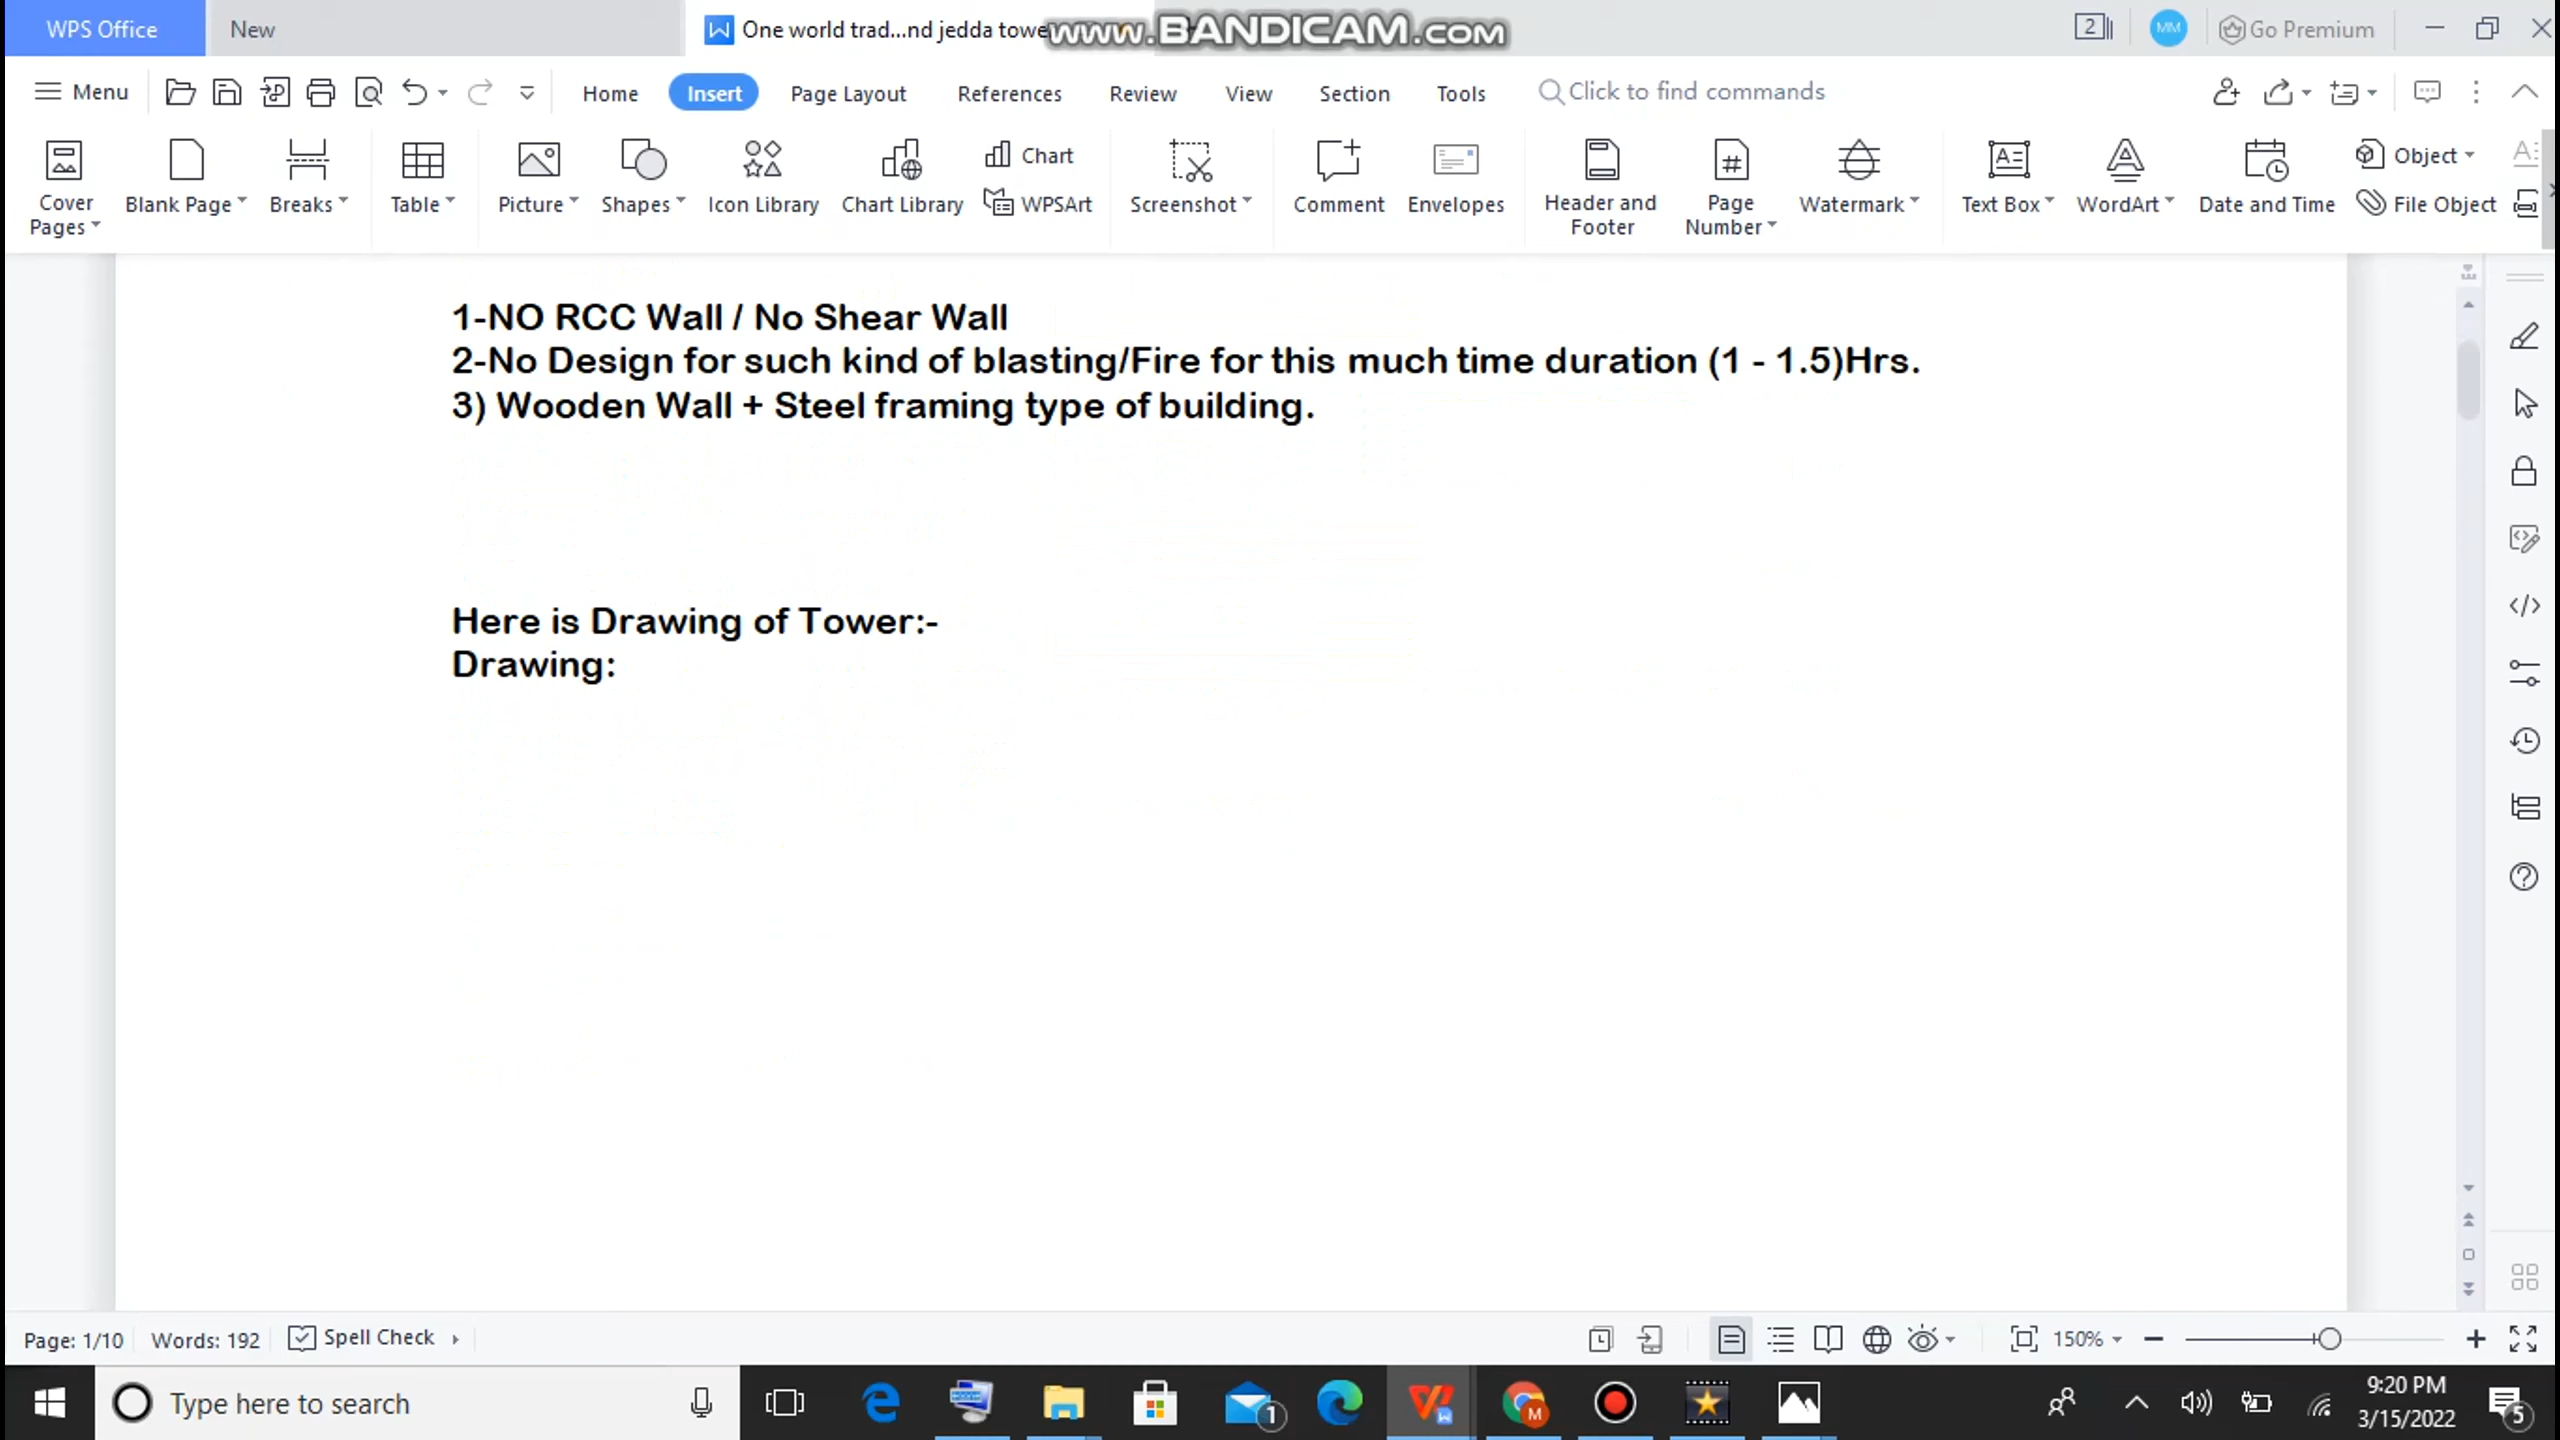 WPS Office
New
One world trad...nd jedda towe
www.BANDICAM.com
2
MM
Go Premium
Menu
Home
Insert
Page Layout
References
Review
View
Section
Tools
Click to find commands
Cover Pages
Blank Page
Breaks
Table
Picture
Shapes
Icon Library
Chart Library
Chart
WPSArt
Screenshot
Comment
Envelopes
Header and Footer
Page Number
Watermark
Text Box
WordArt
Date and Time
Object
File Object
1-NO RCC Wall / No Shear Wall
2-No Design for such kind of blasting/Fire for this much time duration (1 - 1.5)Hrs.
3) Wooden Wall + Steel framing type of building.
Here is Drawing of Tower:-
Drawing:
Page: 1/10
Words: 192
Spell Check
150%
Type here to search
1
M
9:20 PM
3/15/2022
5